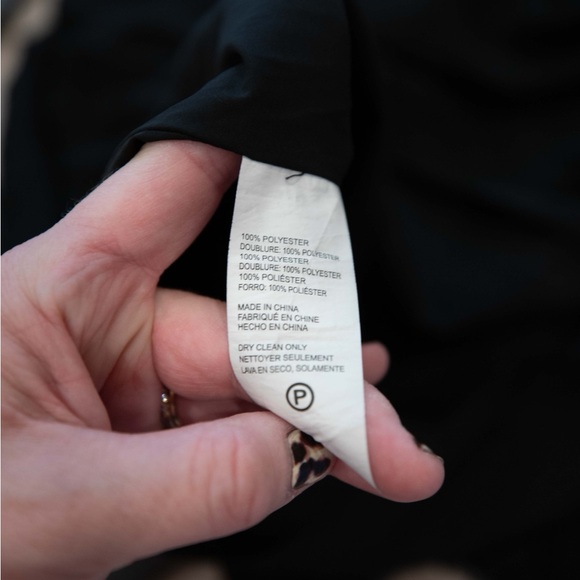 100% POLYESTER
DOUBLURE: 100% POLYESTER
100% POLYESTER
DOUBLURE: 100% POLYESTER
100% POLIÉSTER
FORRO: 100% POLIÉSTER
MADE IN CHINA
FABRIQUÉ EN CHINE
HECHO EN CHINA
DRY CLEAN ONLY
NETTOYER SEULEMENT
LAVA EN SECO, SOLAMENTE
P